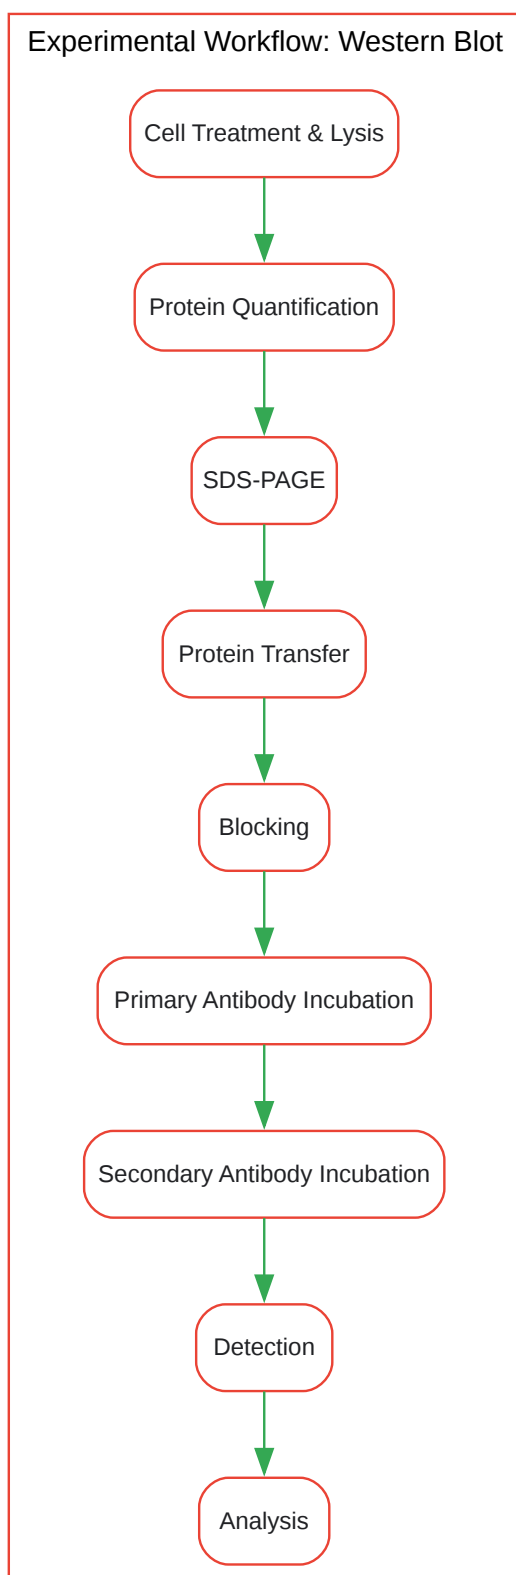 Experimental Workflow: Western Blot
Cell Treatment & Lysis
Protein Quantification
SDS-PAGE
Protein Transfer
Blocking
Primary Antibody Incubation
Secondary Antibody Incubation
Detection
Analysis